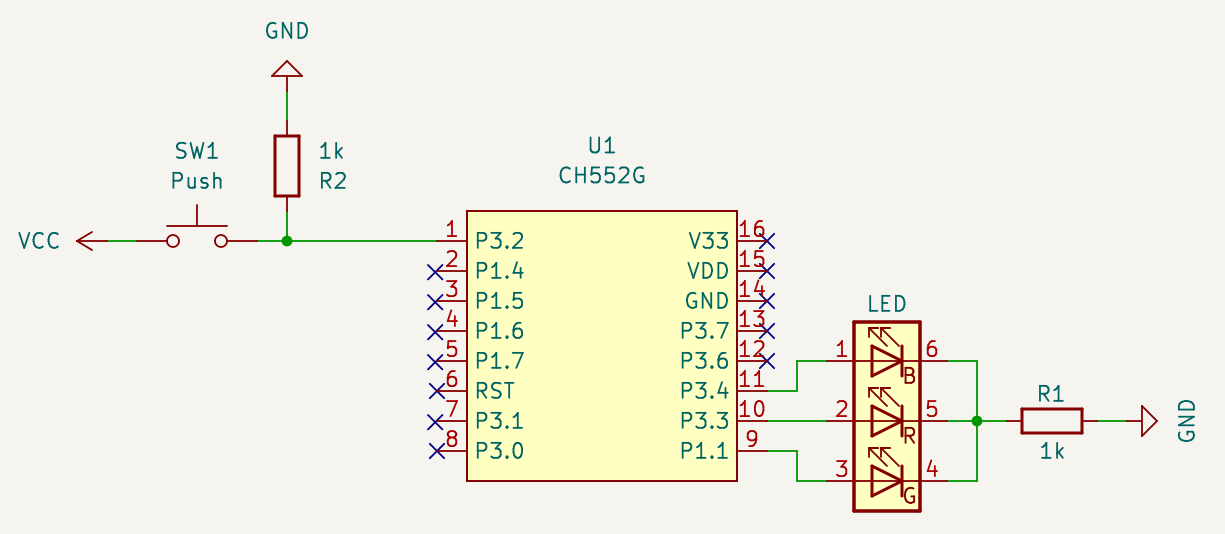 GND
SW1
Push
1k
R2
VCC
U1
CH552G
1 P3.2
2 P1.4
3 P1.5
4 P1.6
5 P1.7
6 RST
7 P3.1
8 P3.0
V33 16
VDD 15
GND 14
P3.7 13
P3.6 12
P3.4 11
P3.3 10
P1.1 9
LED
1 B 6
2 R 5
3 G 4
R1
1k
GND